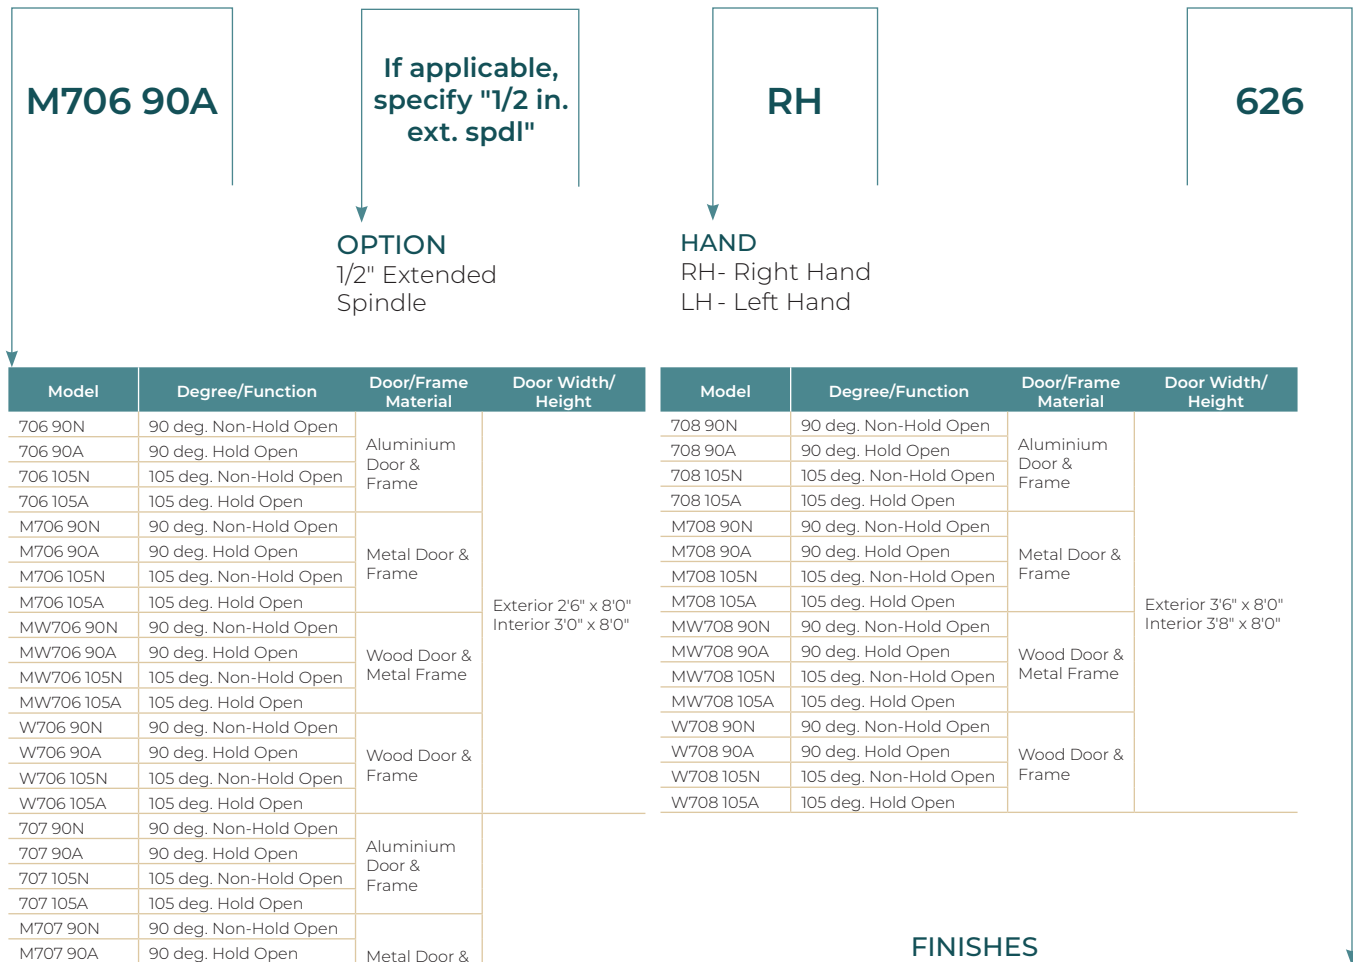 M706 90A
If applicable,
specify "1/2 in.
ext. spdl"
RH
626
OPTION
1/2" Extended
Spindle
HAND
RH- Right Hand
LH - Left Hand
Model Degree/Function Door/Frame Material Door Width/ Height
706 90N 90 deg. Non-Hold Open
706 90A 90 deg. Hold Open
706 105N 105 deg. Non-Hold Open
706 105A 105 deg. Hold Open
Aluminium
Door &
Frame
M706 90N 90 deg. Non-Hold Open
M706 90A 90 deg. Hold Open
M706 105N 105 deg. Non-Hold Open
M706 105A 105 deg. Hold Open
Metal Door &
Frame
MW706 90N 90 deg. Non-Hold Open
MW706 90A 90 deg. Hold Open
MW706 105N 105 deg. Non-Hold Open
MW706 105A 105 deg. Hold Open
Wood Door &
Metal Frame
W706 90N 90 deg. Non-Hold Open
W706 90A 90 deg. Hold Open
W706 105N 105 deg. Non-Hold Open
W706 105A 105 deg. Hold Open
Wood Door &
Frame
Exterior 2'6" x 8'0"
Interior 3'0" x 8'0"
707 90N 90 deg. Non-Hold Open
707 90A 90 deg. Hold Open
707 105N 105 deg. Non-Hold Open
707 105A 105 deg. Hold Open
Aluminium
Door &
Frame
M707 90N 90 deg. Non-Hold Open
M707 90A 90 deg. Hold Open
Metal Door &
Model Degree/Function Door/Frame Material Door Width/ Height
708 90N 90 deg. Non-Hold Open
708 90A 90 deg. Hold Open
708 105N 105 deg. Non-Hold Open
708 105A 105 deg. Hold Open
Aluminium
Door &
Frame
M708 90N 90 deg. Non-Hold Open
M708 90A 90 deg. Hold Open
M708 105N 105 deg. Non-Hold Open
M708 105A 105 deg. Hold Open
Metal Door &
Frame
MW708 90N 90 deg. Non-Hold Open
MW708 90A 90 deg. Hold Open
MW708 105N 105 deg. Non-Hold Open
MW708 105A 105 deg. Hold Open
Wood Door &
Metal Frame
W708 90N 90 deg. Non-Hold Open
W708 90A 90 deg. Hold Open
W708 105N 105 deg. Non-Hold Open
W708 105A 105 deg. Hold Open
Wood Door &
Frame
Exterior 3'6" x 8'0"
Interior 3'8" x 8'0"
FINISHES